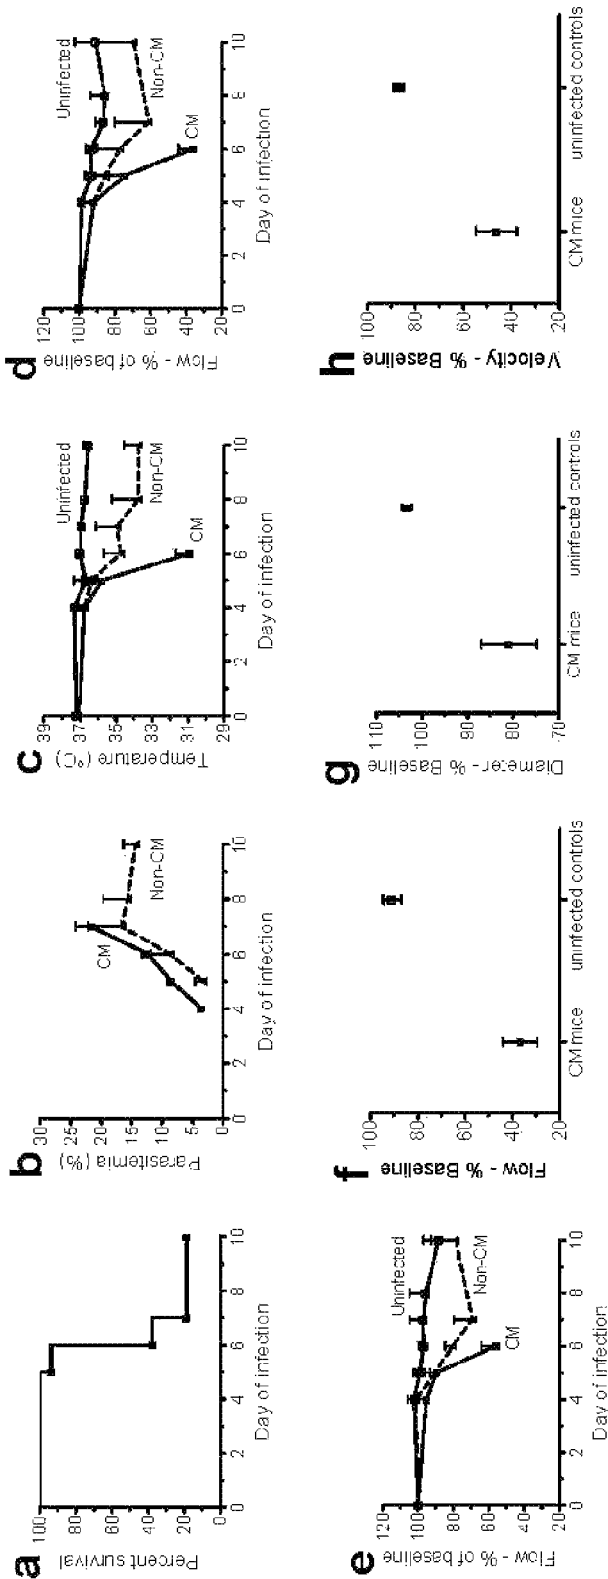 a
Percent survival
100
80
60
40
20
0
0 2 4 6 8 10
Day of infection
b
Parasitemia (%)
30
25
20
15
10
5
0
CM
Non-CM
0 2 4 6 8 10
Day of infection
c
Temperature (°C)
39
37
35
33
31
29
Uninfected
Non-CM
CM
0 2 4 6 8 10
Day of infection
d
Flow - % of baseline
120
100
80
60
40
20
Uninfected
Non-CM
CM
0 2 4 6 8 10
Day of infection
e
Flow - % of baseline
120
100
80
60
40
20
0
Uninfected
Non-CM
CM
0 2 4 6 8 10
Day of infection
f
Flow - % Baseline
100
80
60
40
20
CM mice uninfected controls
g
Diameter - % Baseline
110
100
90
80
70
CM mice uninfected controls
h
Velocity - % Baseline
100
80
60
40
20
CM mice uninfected controls